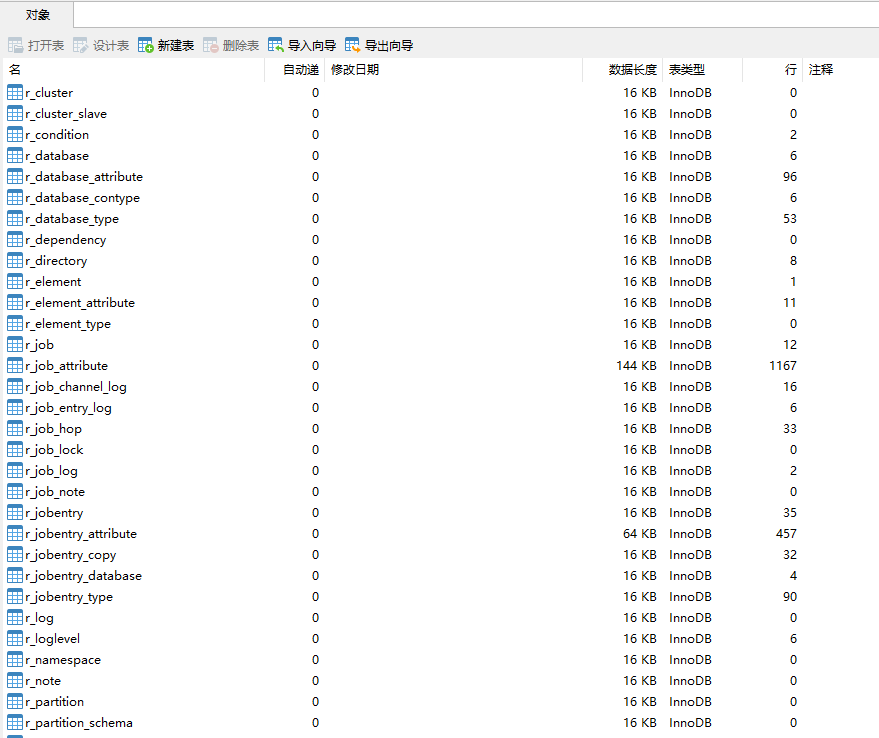 对象
打开表 设计表 新建表 删除表 导入向导 导出向导
名 自动递 修改日期 数据长度 表类型 行 注释
r_cluster 0 16 KB InnoDB 0
r_cluster_slave 0 16 KB InnoDB 0
r_condition 0 16 KB InnoDB 2
r_database 0 16 KB InnoDB 6
r_database_attribute 0 16 KB InnoDB 96
r_database_contype 0 16 KB InnoDB 6
r_database_type 0 16 KB InnoDB 53
r_dependency 0 16 KB InnoDB 0
r_directory 0 16 KB InnoDB 8
r_element 0 16 KB InnoDB 1
r_element_attribute 0 16 KB InnoDB 11
r_element_type 0 16 KB InnoDB 0
r_job 0 16 KB InnoDB 12
r_job_attribute 0 144 KB InnoDB 1167
r_job_channel_log 0 16 KB InnoDB 16
r_job_entry_log 0 16 KB InnoDB 6
r_job_hop 0 16 KB InnoDB 33
r_job_lock 0 16 KB InnoDB 0
r_job_log 0 16 KB InnoDB 2
r_job_note 0 16 KB InnoDB 0
r_jobentry 0 16 KB InnoDB 35
r_jobentry_attribute 0 64 KB InnoDB 457
r_jobentry_copy 0 16 KB InnoDB 32
r_jobentry_database 0 16 KB InnoDB 4
r_jobentry_type 0 16 KB InnoDB 90
r_log 0 16 KB InnoDB 0
r_loglevel 0 16 KB InnoDB 6
r_namespace 0 16 KB InnoDB 0
r_note 0 16 KB InnoDB 0
r_partition 0 16 KB InnoDB 0
r_partition_schema 0 16 KB InnoDB 0